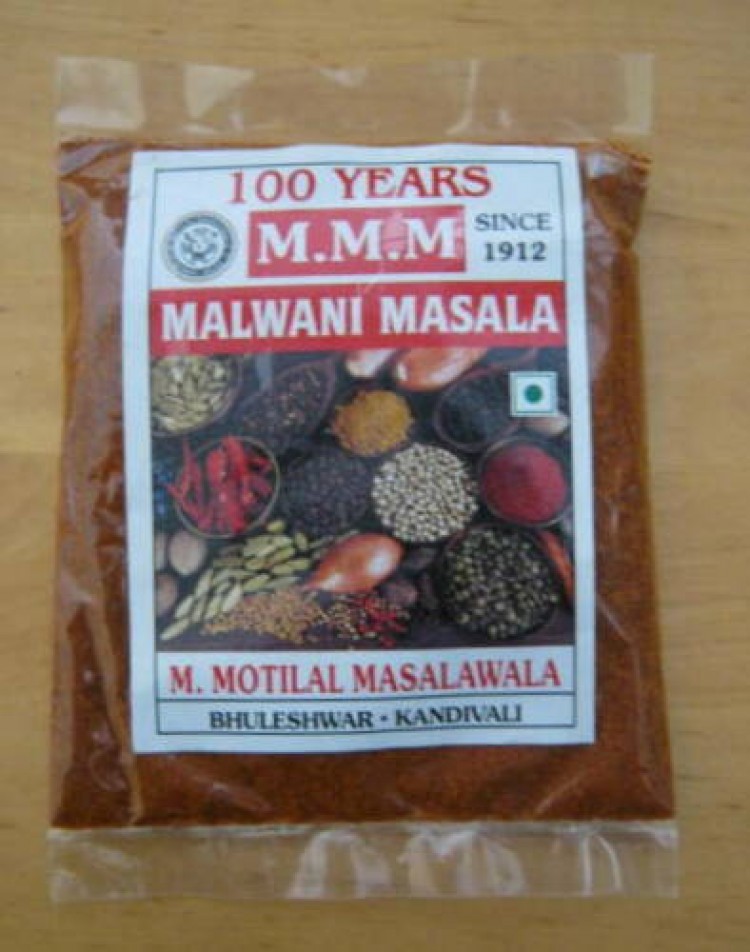 100 YEARS
M.M.M
SINCE
1912
MALWANI MASALA
M. MOTILAL MASALAWALA
BHULESHWAR • KANDIVALI